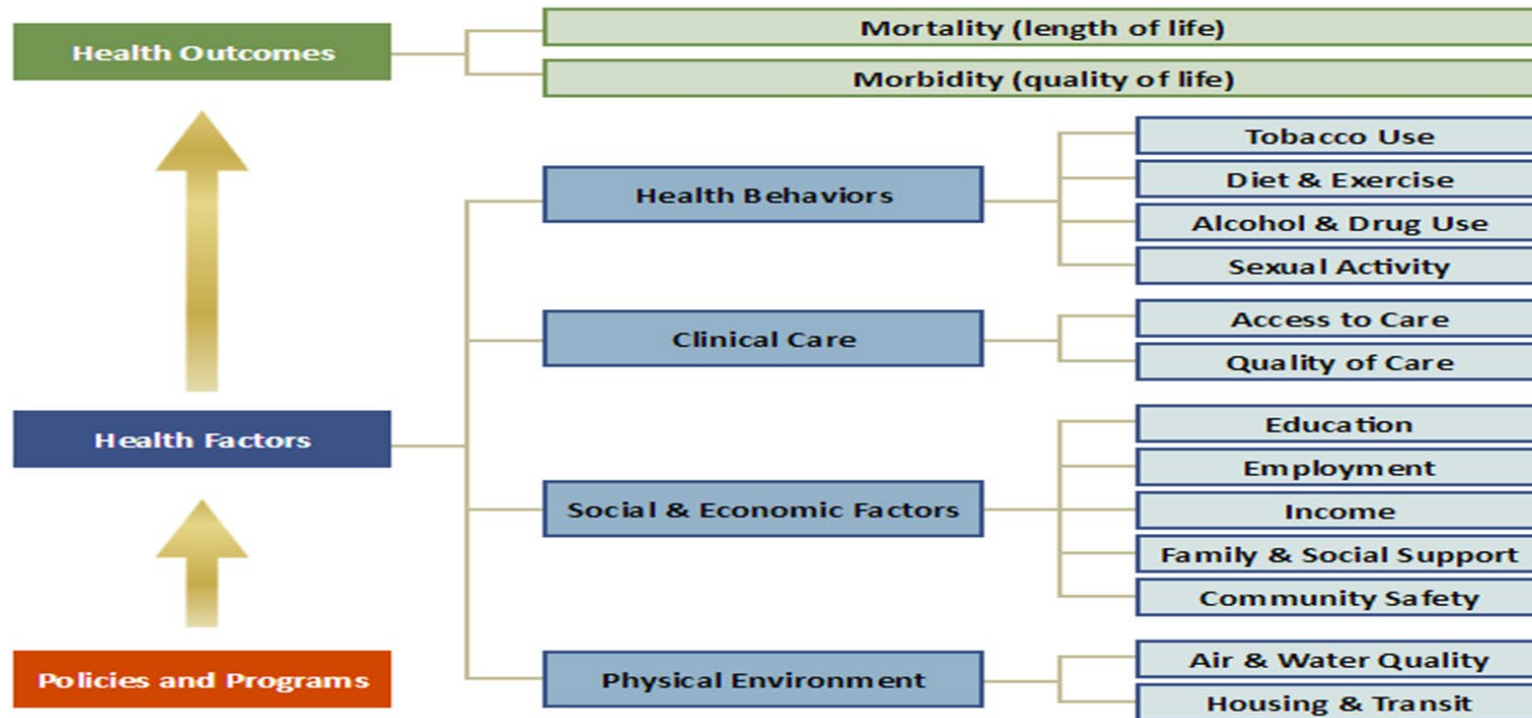 Health Outcomes
Mortality (length of life)
Morbidity (quality of life)
Health Factors
Health Behaviors
Tobacco Use
Diet & Exercise
Alcohol & Drug Use
Sexual Activity
Clinical Care
Access to Care
Quality of Care
Social & Economic Factors
Education
Employment
Income
Family & Social Support
Community Safety
Physical Environment
Air & Water Quality
Housing & Transit
Policies and Programs